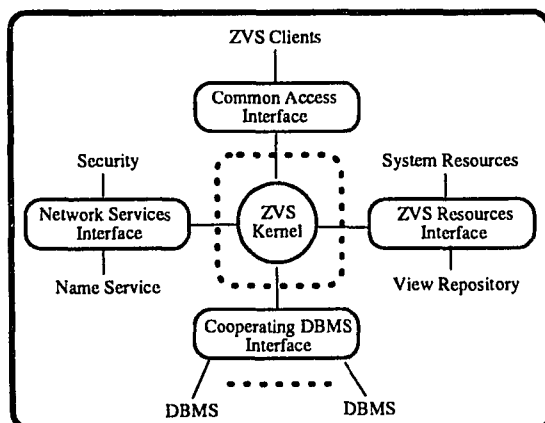 ZVS Clients
Common Access
Interface
Security
System Resources
Network Services
Interface
ZVS
Kernel
ZVS Resources
Interface
Name Service
View Repository
Cooperating DBMS
Interface
DBMS
DBMS